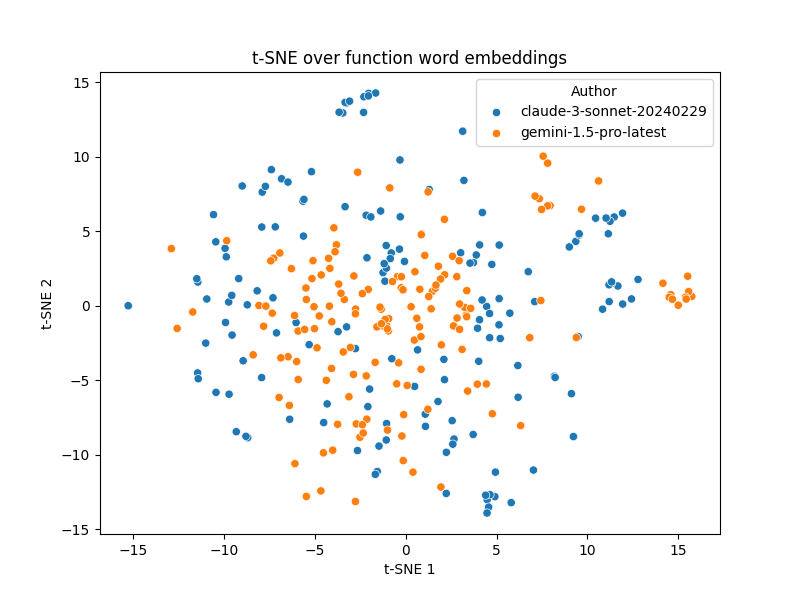 t-SNE over function word embeddings
Author
claude-3-sonnet-20240229
gemini-1.5-pro-latest
15
10
5
0
−5
−10
−15
t-SNE 2
−15
−10
−5
0
5
10
15
t-SNE 1